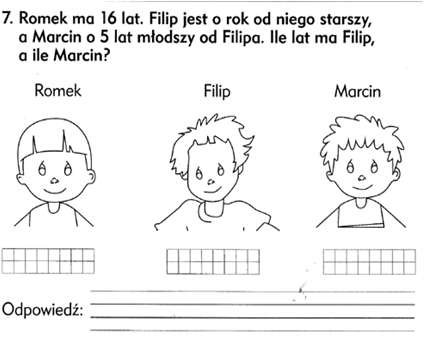 7. Romek ma 16 lat. Filip jest o rok od niego starszy,
a Marcin o 5 lat młodszy od Filipa. Ile lat ma Filip,
a ile Marcin?
Romek Filip Marcin
Odpowiedź: